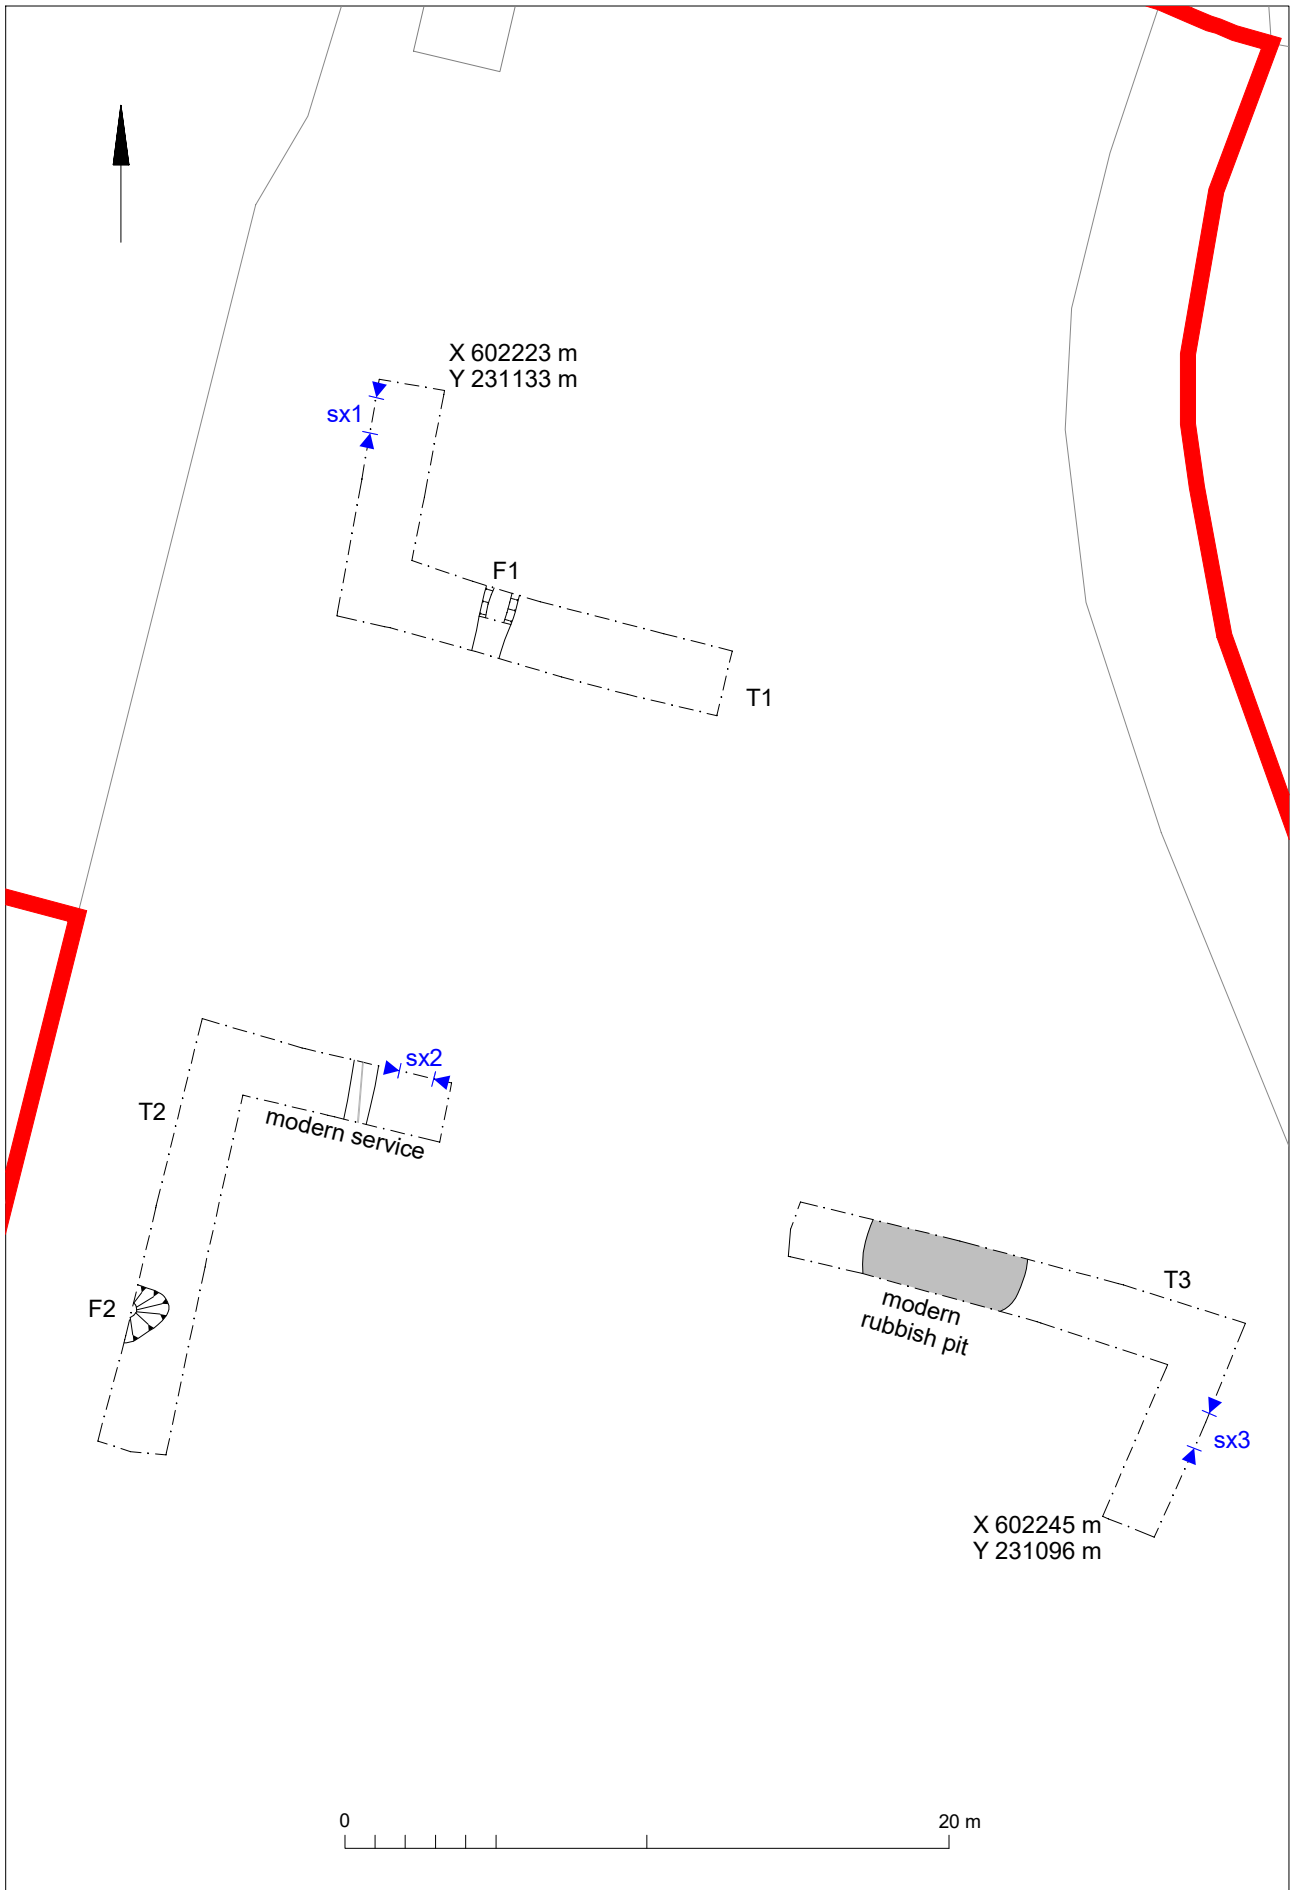 X 602223 m
Y 231133 m
sx1
F1
T1
sx2
T2
modern service
F2
T3
modern
rubbish pit
sx3
X 602245 m
Y 231096 m
0
20 m